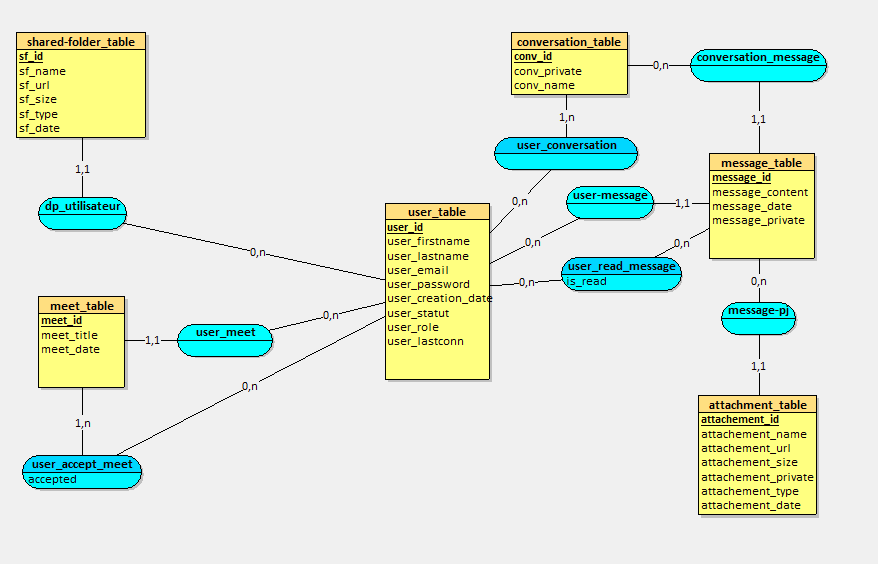 shared-folder_table
sf_id
sf_name
sf_url
sf_size
sf_type
sf_date
1,1
dp_utilisateur
0,n
conversation_table
conv_id
conv_private
conv_name
0,n
conversation_message
1,n
1,1
user_conversation
0,n
message_table
message_id
message_content
message_date
message_private
user-message
1,1
0,n
user_table
user_id
user_firstname
user_lastname
user_email
user_password
user_creation_date
user_statut
user_role
user_lastconn
0,n
user_read_message
is_read
0,n
0,n
message-pj
1,1
meet_table
meet_id
meet_title
meet_date
1,1
user_meet
0,n
0,n
1,n
user_accept_meet
accepted
attachment_table
attachement_id
attachement_name
attachement_url
attachement_size
attachement_private
attachement_type
attachement_date